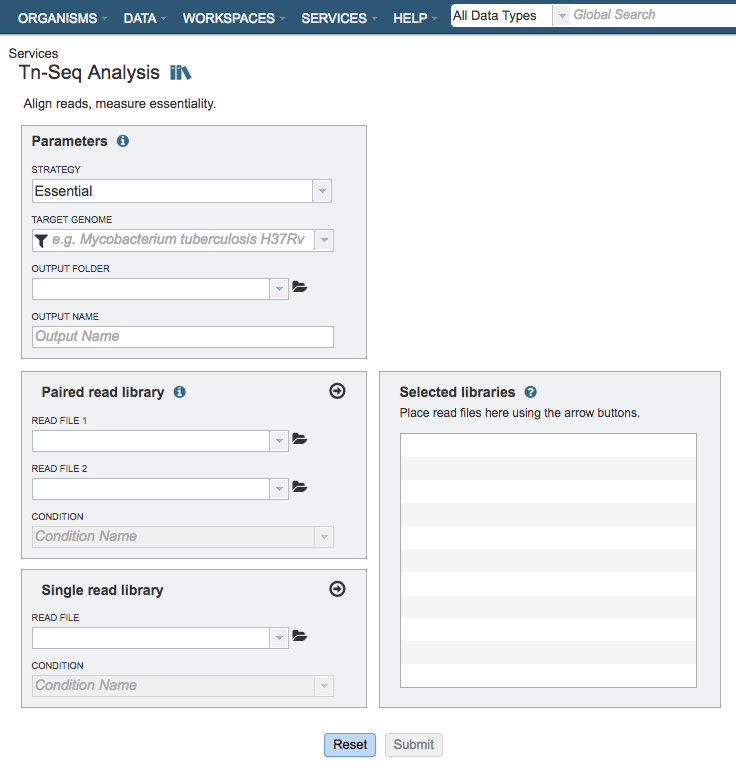 ORGANISMS DATA WORKSPACES SERVICES HELP All Data Types Global Search
Services
Tn-Seq Analysis
Align reads, measure essentiality.
Parameters
STRATEGY
Essential
TARGET GENOME
e.g. Mycobacterium tuberculosis H37Rv
OUTPUT FOLDER
OUTPUT NAME
Output Name
Paired read library
READ FILE 1
READ FILE 2
CONDITION
Condition Name
Single read library
READ FILE
CONDITION
Condition Name
Selected libraries
Place read files here using the arrow buttons.
Reset Submit